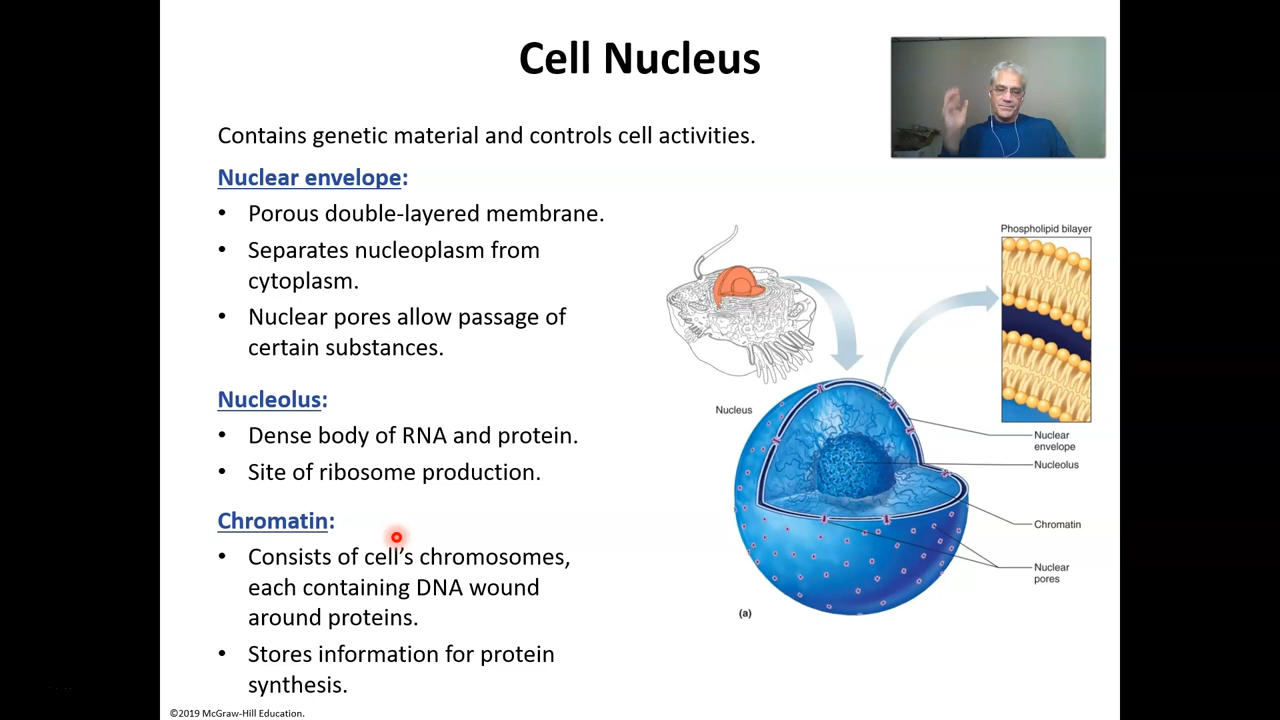 Cell Nucleus
Contains genetic material and controls cell activities.
Nuclear envelope:
• Porous double-layered membrane.
• Separates nucleoplasm from
cytoplasm.
• Nuclear pores allow passage of
certain substances.
Nucleolus:
• Dense body of RNA and protein.
• Site of ribosome production.
Chromatin:
• Consists of cell’s chromosomes,
each containing DNA wound
around proteins.
• Stores information for protein
synthesis.
Phospholipid bilayer
Nucleus
Nuclear
envelope
Nucleolus
Chromatin
Nuclear
pores
(a)
©2019 McGraw-Hill Education.